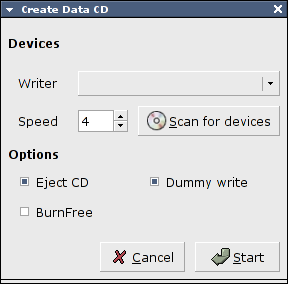 Create Data CD
Devices
Writer
Speed 4 Scan for devices
Options
Eject CD Dummy write
BurnFree
Cancel Start